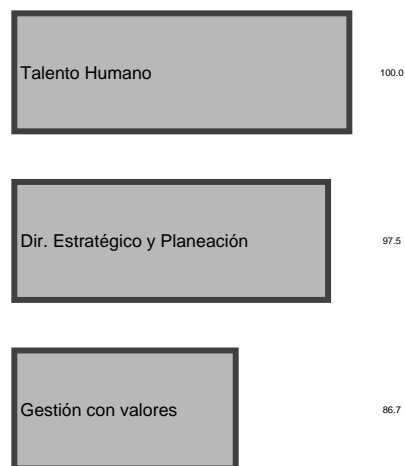 Talento Humano 100.0
Dir. Estratégico y Planeación 97.5
Gestión con valores 86.7